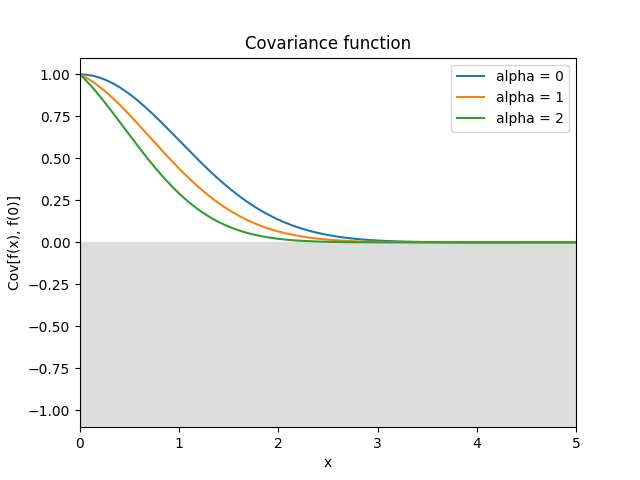 Covariance function
Cov[f(x), f(0)]
1.00
0.75
0.50
0.25
0.00
−0.25
−0.50
−0.75
−1.00
0 1 2 3 4 5
x
alpha = 0
alpha = 1
alpha = 2